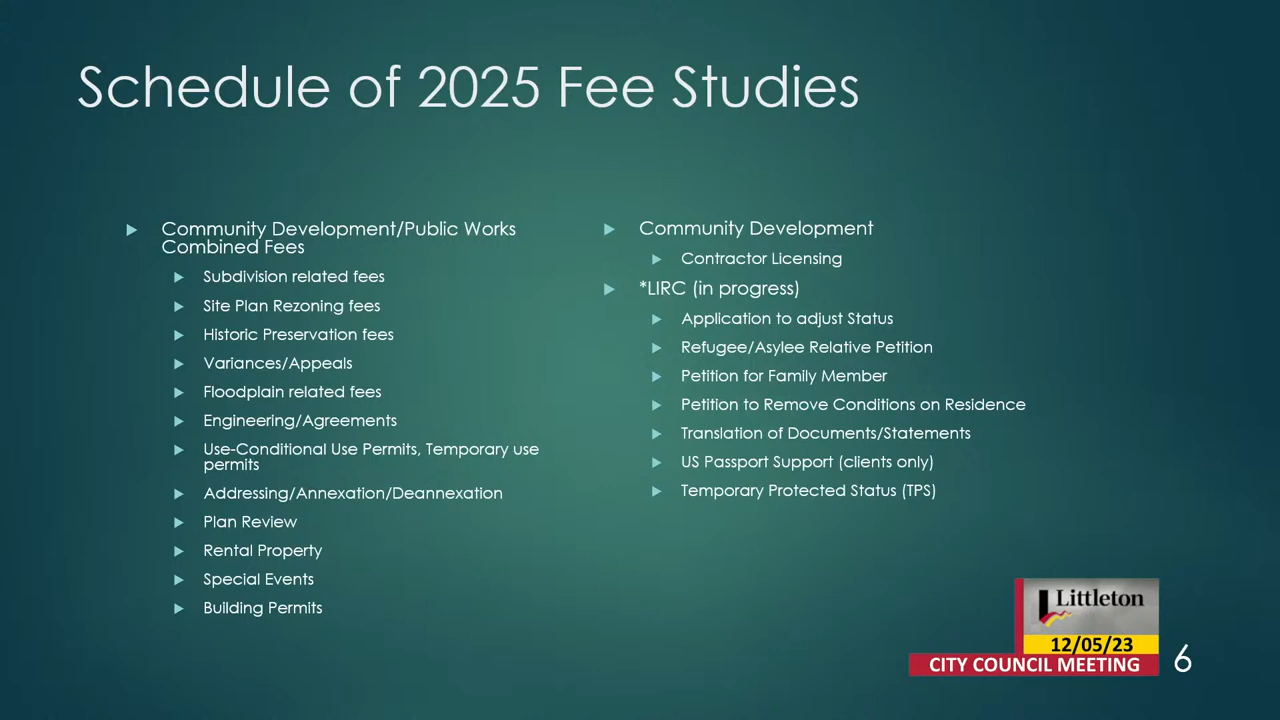 Schedule of 2025 Fee Studies
Community Development/Public Works
Combined Fees
Subdivision related fees
Site Plan Rezoning fees
Historic Preservation fees
Variances/Appeals
Floodplain related fees
Engineering/Agreements
Use-Conditional Use Permits, Temporary use
permits
Addressing/Annexation/Deannexation
Plan Review
Rental Property
Special Events
Building Permits
Community Development
Contractor Licensing
*LIRC (in progress)
Application to adjust Status
Refugee/Asylee Relative Petition
Petition for Family Member
Petition to Remove Conditions on Residence
Translation of Documents/Statements
US Passport Support (clients only)
Temporary Protected Status (TPS)
Littleton
12/05/23
CITY COUNCIL MEETING
6